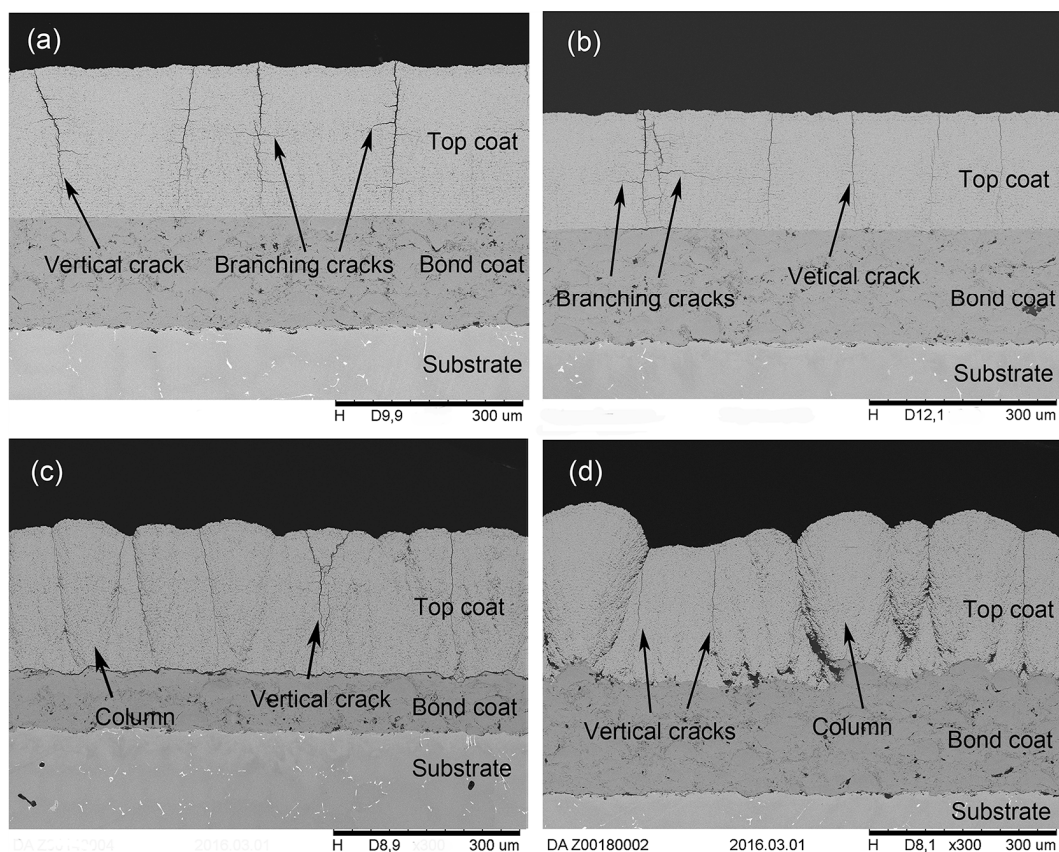 (a)
Top coat
Vertical crack
Branching cracks
Bond coat
Substrate
H D9,9 300 um
(b)
Top coat
Branching cracks
Vetical crack
Bond coat
Substrate
H D12,1 300 um
(c)
Top coat
Column
Vertical crack
Bond coat
Substrate
2016.03.01
H D8,9 x300 300 um
(d)
Top coat
Vertical cracks
Column
Bond coat
Substrate
DA Z00180002 2016.03.01 H D8,1 x300 300 um